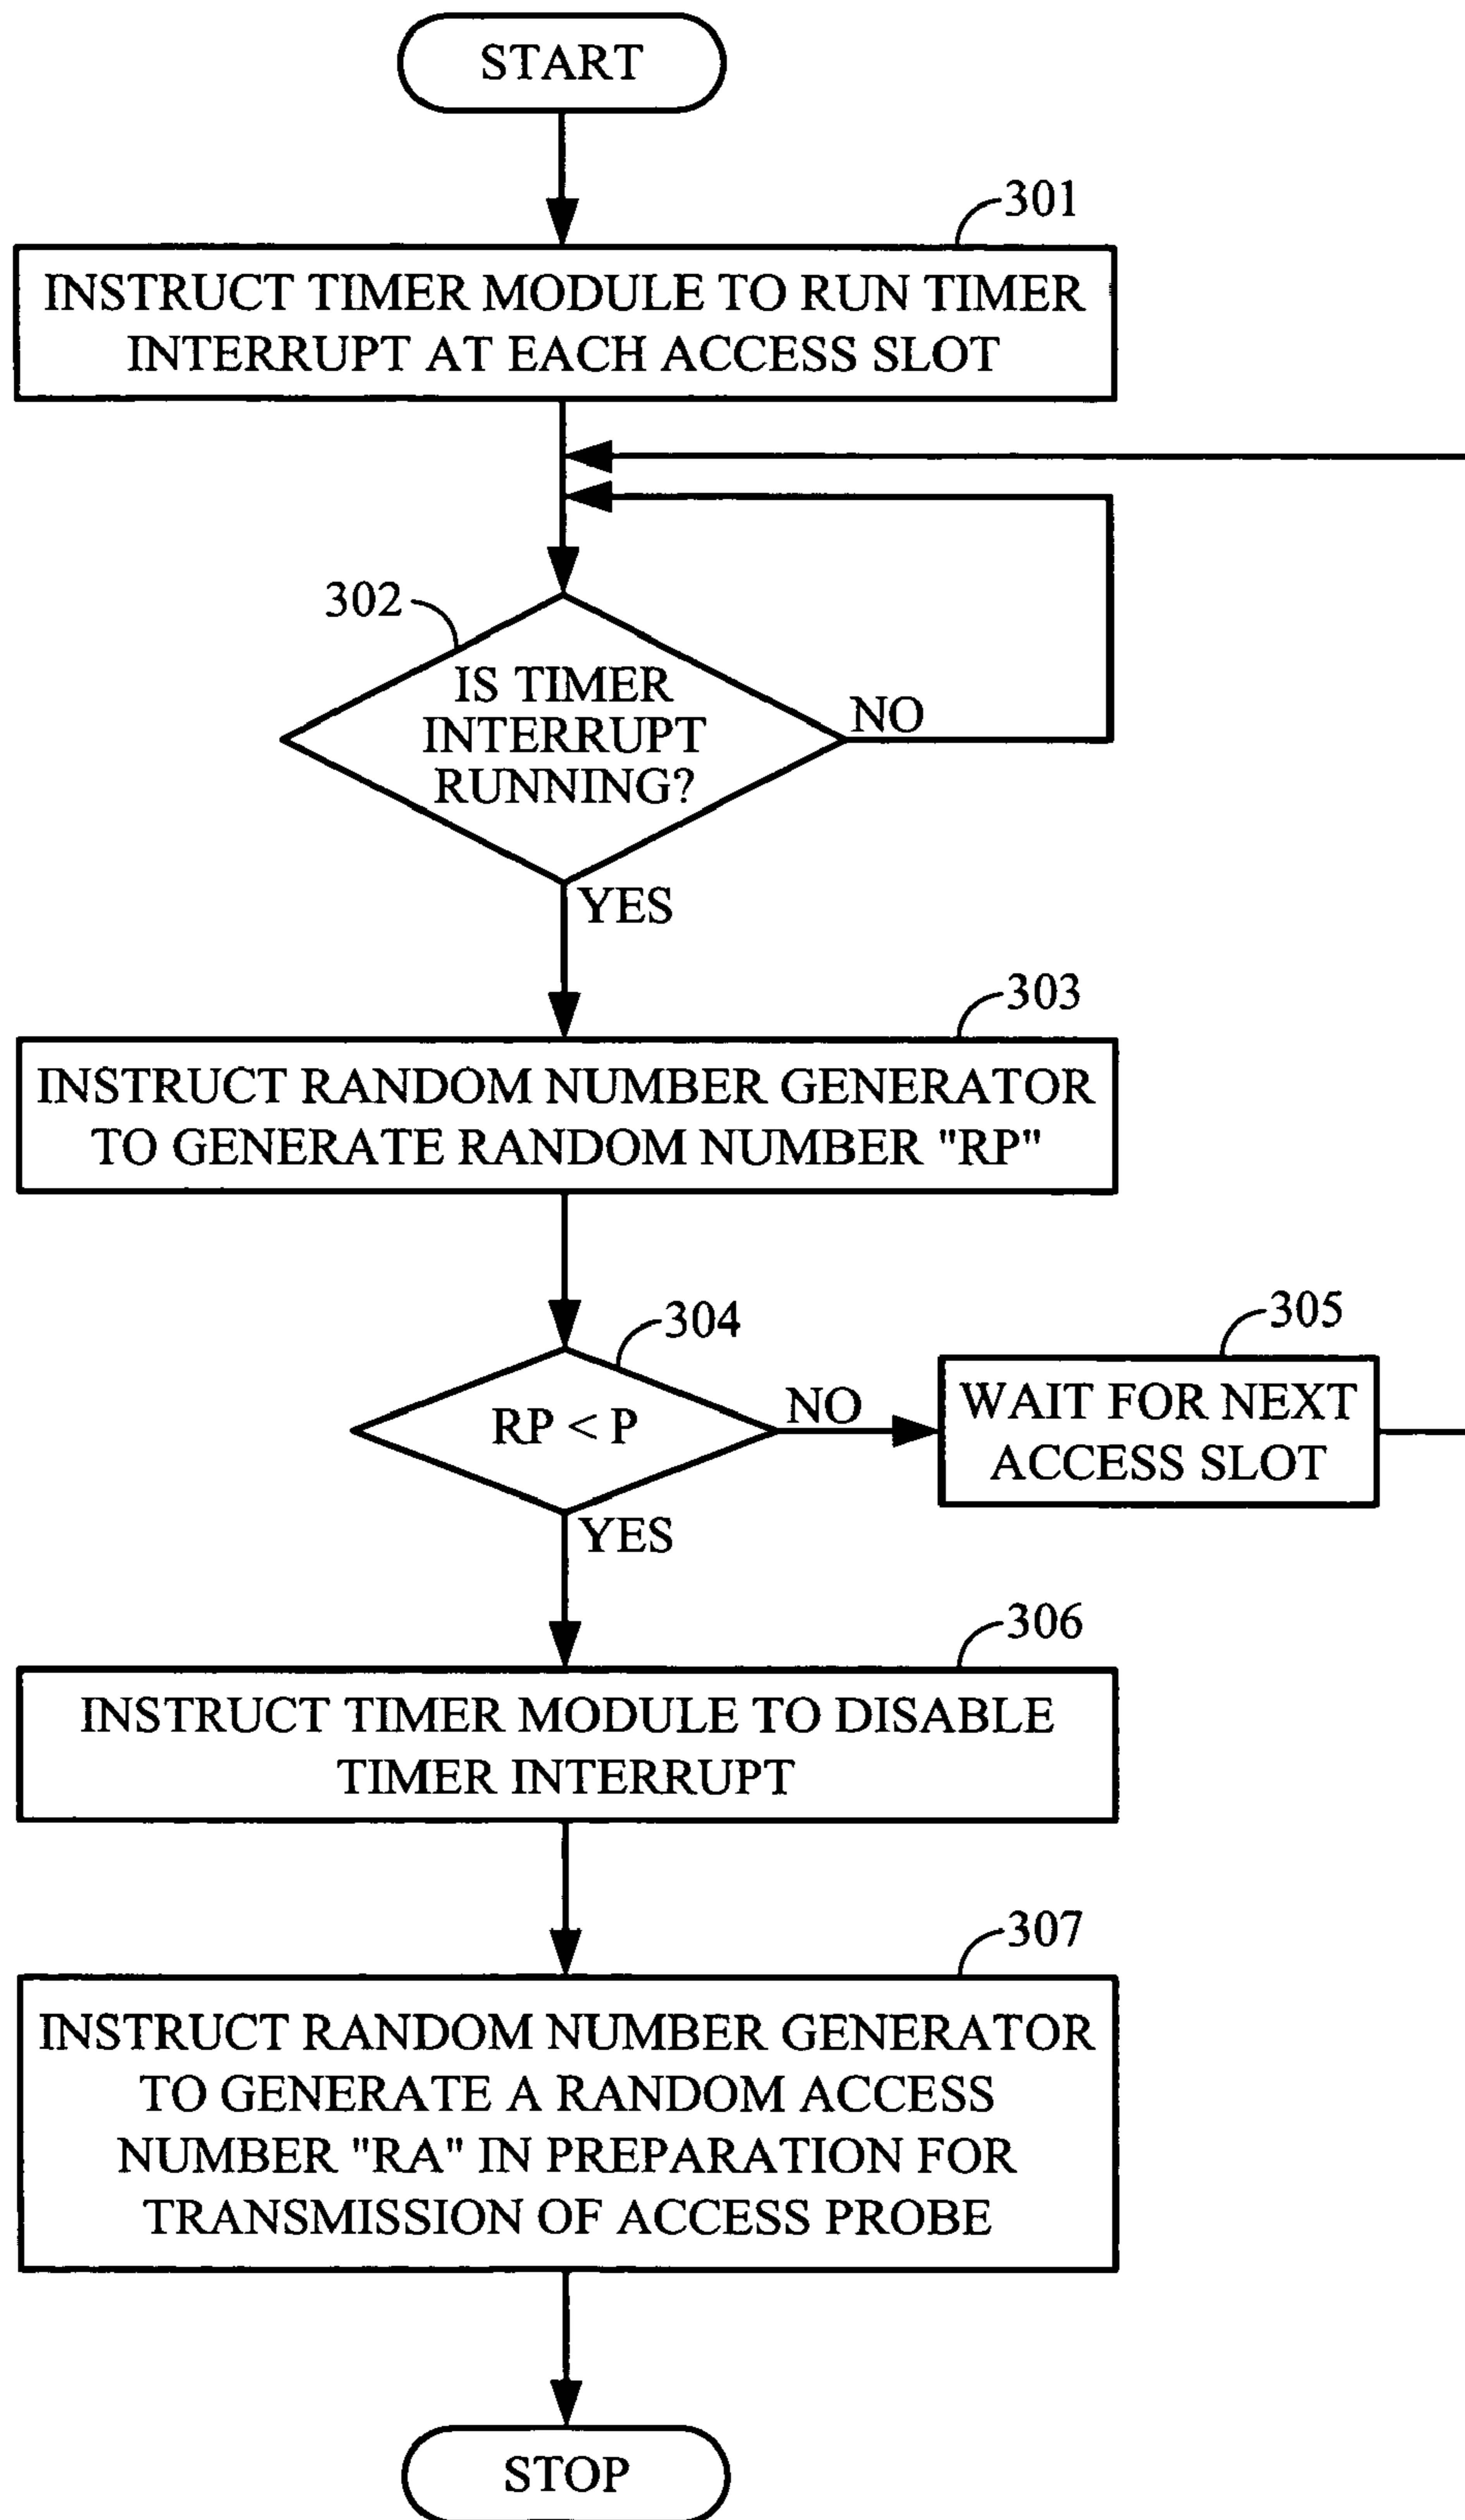 START
301
INSTRUCT TIMER MODULE TO RUN TIMER
INTERRUPT AT EACH ACCESS SLOT
302
IS TIMER
INTERRUPT
RUNNING?
NO
YES
303
INSTRUCT RANDOM NUMBER GENERATOR
TO GENERATE RANDOM NUMBER "RP"
304
RP < P
NO
305
WAIT FOR NEXT
ACCESS SLOT
YES
306
INSTRUCT TIMER MODULE TO DISABLE
TIMER INTERRUPT
307
INSTRUCT RANDOM NUMBER GENERATOR
TO GENERATE A RANDOM ACCESS
NUMBER "RA" IN PREPARATION FOR
TRANSMISSION OF ACCESS PROBE
STOP